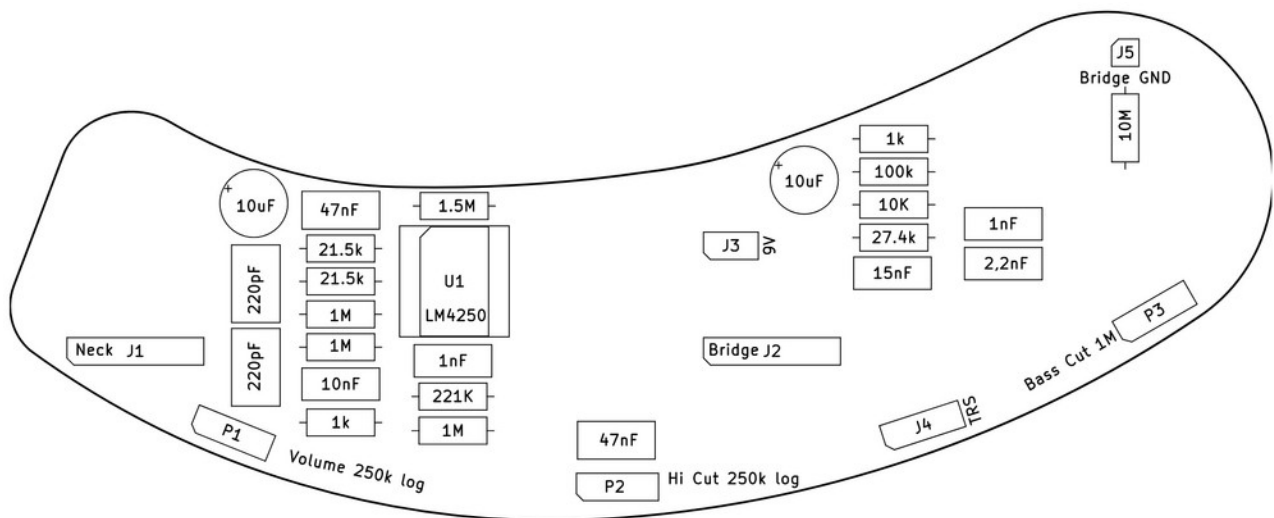 J5
Bridge GND
10M
1k
100k
10K
27.4k
15nF
1nF
2,2nF
+
10uF
J3
9V
+
10uF
47nF
1.5M
21.5k
21.5k
220pF
220pF
1M
1M
10nF
1k
U1
LM4250
1nF
221K
1M
Neck J1
Bridge J2
P3
Bass Cut 1M
J4
TRS
P1
Volume 250k log
47nF
P2
Hi Cut 250k log